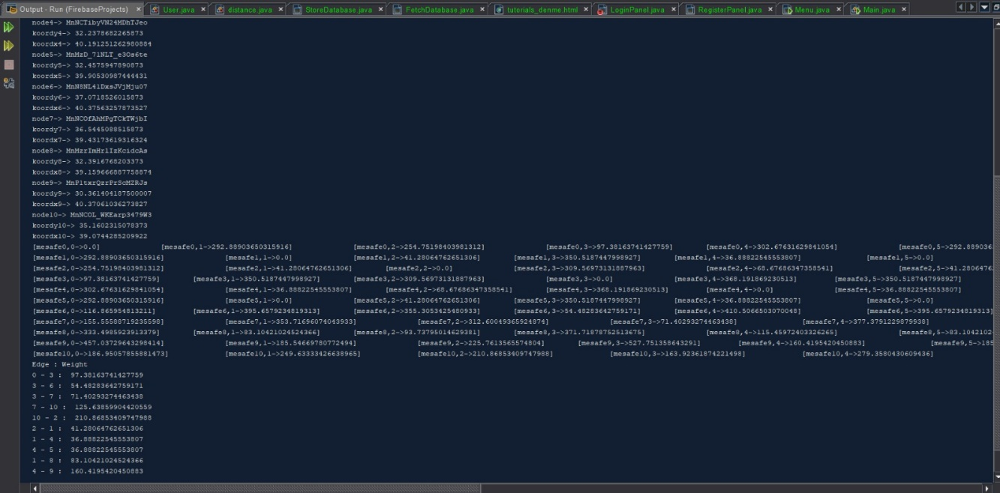 Output - Run (FirebaseProjects) × User.java × distance.java × StoreDatabase.java × FetchDatabase.java × tutorials_denme.html × LoginPanel.java × RegisterPanel.java × Menu.java × Main.java ×
node4-> MnNCTibyVN24MDhTJeo
koordy4-> 32.2378682265873
koordx4-> 40.191251262980884
node5-> MnMzD_71NLT_e3Os6te
koordy5-> 32.4575947890873
koordx5-> 39.90530987444431
node6-> MnN8NL41DxsJVjMju07
koordy6-> 37.0718526015873
koordx6-> 40.37563257873527
node7-> MnNCOfAhMPgTCkTWjbI
koordy7-> 36.5445088515873
koordx7-> 39.43173619316324
node8-> MnMzrImHrlIzKcidcAs
koordy8-> 32.3916768203373
koordx8-> 39.159666887758874
node9-> MnPltxrQzrPrScMZRJs
koordy9-> 30.361404187500007
koordx9-> 40.37061036273827
node10-> MnNCOL_WKEarp3479W3
koordy10-> 35.1602315078373
koordx10-> 39.0744285209922
[mesafe0,0->0.0] [mesafe0,1->292.88903650315916] [mesafe0,2->254.75198403981312] [mesafe0,3->97.38163741427759] [mesafe0,4->302.67631629841054] [mesafe0,5->292.88903650
[mesafe1,0->292.88903650315916] [mesafe1,1->0.0] [mesafe1,2->41.28064762651306] [mesafe1,3->350.5187447998927] [mesafe1,4->36.88822545553807] [mesafe1,5->0.0]
[mesafe2,0->254.75198403981312] [mesafe2,1->41.28064762651306] [mesafe2,2->0.0] [mesafe2,3->309.56973131887963] [mesafe2,4->68.67686347358541] [mesafe2,5->41.2806476
[mesafe3,0->97.38163741427759] [mesafe3,1->350.5187447998927] [mesafe3,2->309.56973131887963] [mesafe3,3->0.0] [mesafe3,4->368.191869230513] [mesafe3,5->350.5187447998927]
[mesafe4,0->302.67631629841054] [mesafe4,1->36.88822545553807] [mesafe4,2->68.67686347358541] [mesafe4,3->368.191869230513] [mesafe4,4->0.0] [mesafe4,5->36.88822545553807]
[mesafe5,0->292.88903650315916] [mesafe5,1->0.0] [mesafe5,2->41.28064762651306] [mesafe5,3->350.5187447998927] [mesafe5,4->36.88822545553807] [mesafe5,5->0.0]
[mesafe6,0->116.865954813211] [mesafe6,1->395.6579234819313] [mesafe6,2->355.3053425480933] [mesafe6,3->54.48283642759171] [mesafe6,4->410.5066503070048] [mesafe6,5->395.6579234819313]
[mesafe7,0->155.55588719235598] [mesafe7,1->353.71696074043933] [mesafe7,2->312.60049365924874] [mesafe7,3->71.40293274463438] [mesafe7,4->377.3791229879938]
[mesafe8,0->333.4985923913379] [mesafe8,1->83.10421024524366] [mesafe8,2->93.73795014629381] [mesafe8,3->371.71878752513675] [mesafe8,4->115.45972403326265] [mesafe8,5->83.1042102
[mesafe9,0->457.03729643298414] [mesafe9,1->185.54669780772494] [mesafe9,2->225.7613565574804] [mesafe9,3->527.751358643291] [mesafe9,4->160.4195420450883] [mesafe9,5->185
[mesafe10,0->186.95057855881473] [mesafe10,1->249.63333426638965] [mesafe10,2->210.86853409747988] [mesafe10,3->163.92361874221498] [mesafe10,4->279.3580430609436]
Edge : Weight
0 - 3 : 97.38163741427759
3 - 6 : 54.48283642759171
3 - 7 : 71.40293274463438
7 - 10 : 125.63859904420559
10 - 2 : 210.86853409747988
2 - 1 : 41.28064762651306
1 - 4 : 36.88822545553807
4 - 5 : 36.88822545553807
1 - 8 : 83.10421024524366
4 - 9 : 160.4195420450883